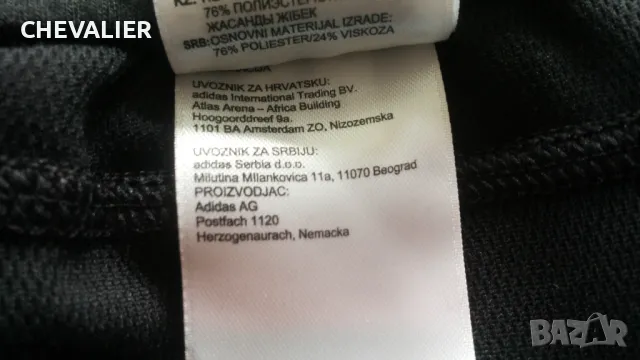 CHEVALIER
76% ПОЛИЭСТЕР
ЖАСАНДЫ ЖІБЕК
SRB: OSNOVNI MATERIJAL IZRADE:
76% POLIESTER/24% VISKOZA
UVOZNIK ZA HRVATSKU:
adidas International Trading BV.
Atlas Arena – Africa Building
Hoogoorddreef 9a.
1101 BA Amsterdam ZO, Nizozemska
UVOZNIK ZA SRBIJU:
adidas Serbia d.o.o.
Milutina Milankovica 11a, 11070 Beograd
PROIZVODJAC:
Adidas AG
Postfach 1120
Herzogenaurach, Nemacka
BAZAR